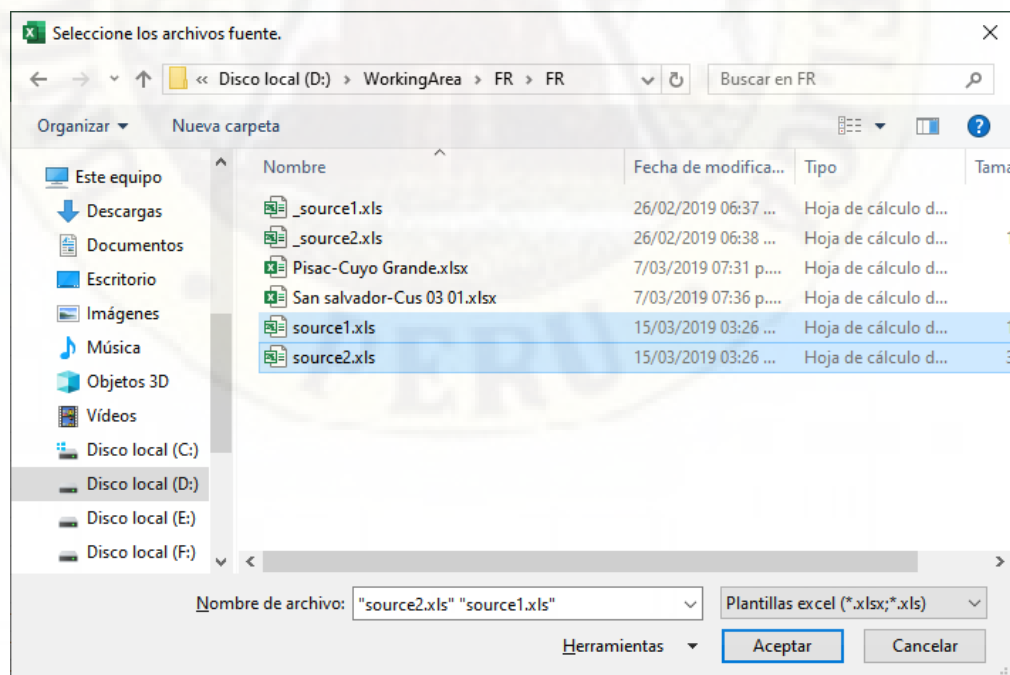 Seleccione los archivos fuente.
« Disco local (D:) > WorkingArea > FR > FR
Buscar en FR
Organizar
Nueva carpeta
Este equipo
Descargas
Documentos
Escritorio
Imágenes
Música
Objetos 3D
Vídeos
Disco local (C:)
Disco local (D:)
Disco local (E:)
Disco local (F:)
Nombre Fecha de modifica... Tipo Tama
_source1.xls 26/02/2019 06:37 ... Hoja de cálculo d...
_source2.xls 26/02/2019 06:38 ... Hoja de cálculo d... 1
Pisac-Cuyo Grande.xlsx 7/03/2019 07:31 p.... Hoja de cálculo d...
San salvador-Cus 03 01.xlsx 7/03/2019 07:36 p.... Hoja de cálculo d...
source1.xls 15/03/2019 03:26 ... Hoja de cálculo d... 1
source2.xls 15/03/2019 03:26 ... Hoja de cálculo d... 3
PERU
Nombre de archivo: "source2.xls" "source1.xls" Plantillas excel (*.xlsx;*.xls)
Herramientas Aceptar Cancelar